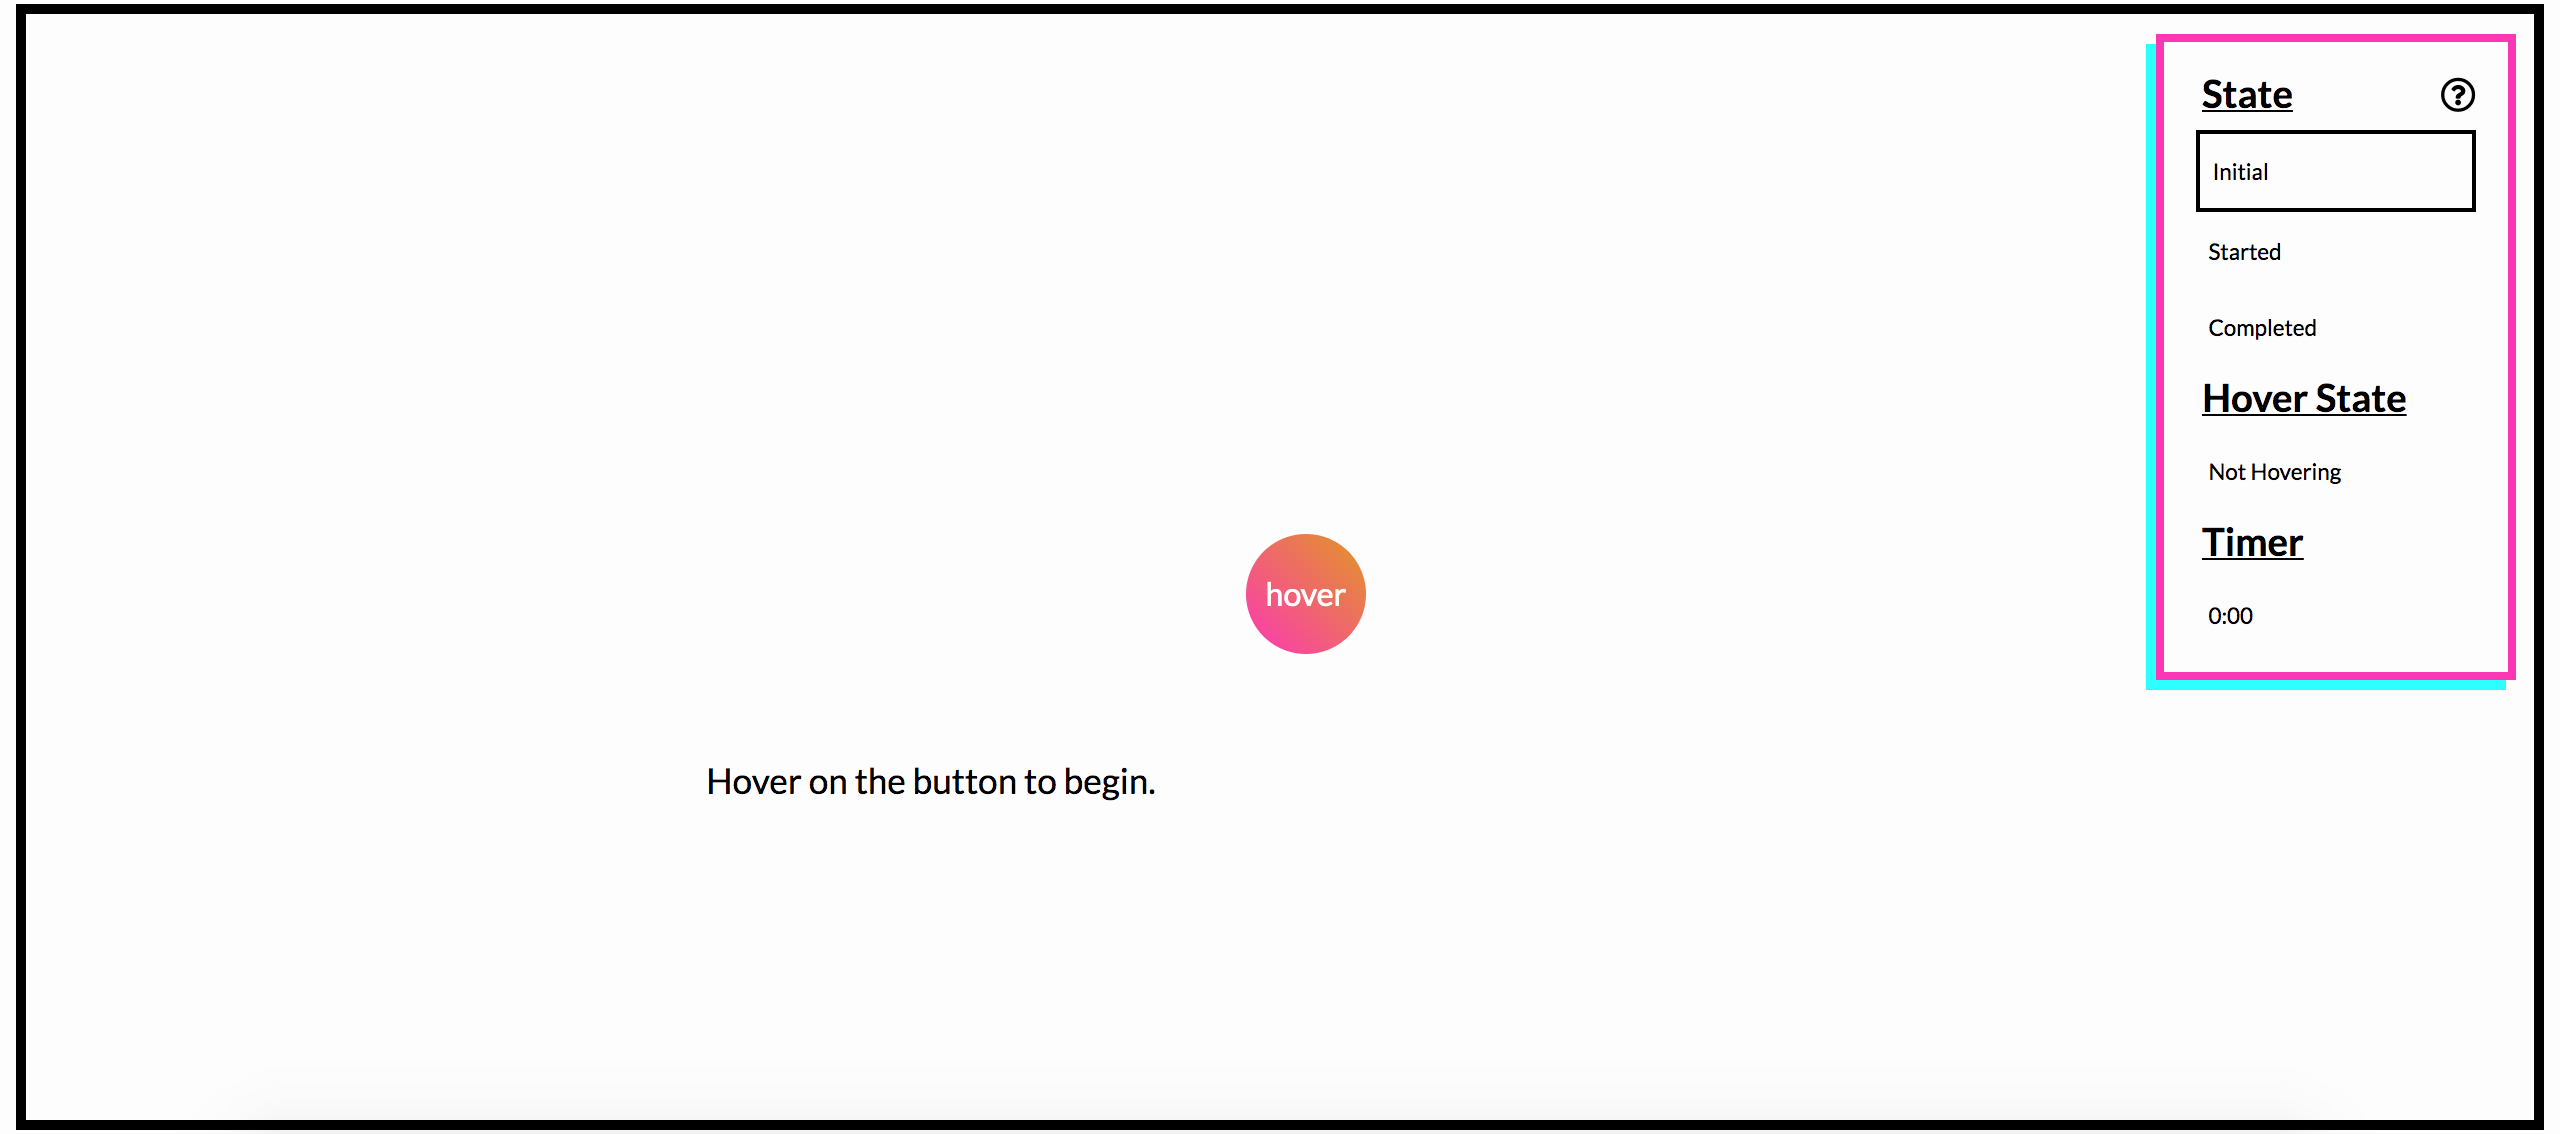 State
Initial
Started
Completed
Hover State
Not Hovering
Timer
0:00
hover
Hover on the button to begin.